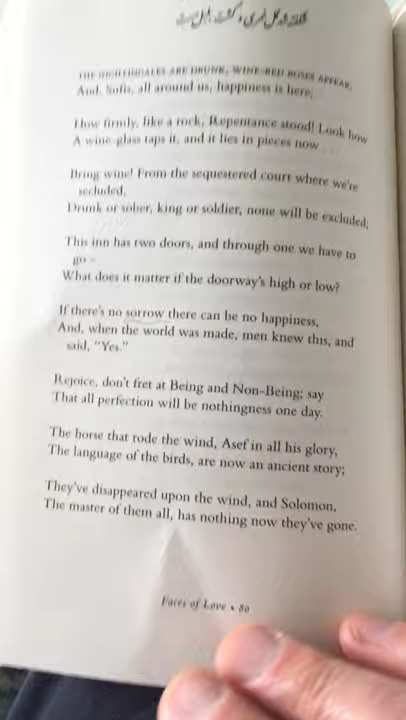 شکفته شد گل و گشت بلبل مست
THE NIGHTINGALES ARE DRUNK, WINE-RED ROSES APPEAR,
And, Sufis, all around us, happiness is here;
How firmly, like a rock, Repentance stood! Look how
A wine-glass taps it, and it lies in pieces now
Bring wine! From the sequestered court where we're
secluded,
Drunk or sober, king or soldier, none will be excluded;
This inn has two doors, and through one we have to
go –
What does it matter if the doorway's high or low?
If there's no sorrow there can be no happiness,
And, when the world was made, men knew this, and
said, "Yes."
Rejoice, don't fret at Being and Non-Being; say
That all perfection will be nothingness one day.
The horse that rode the wind, Asef in all his glory,
The language of the birds, are now an ancient story;
They've disappeared upon the wind, and Solomon,
The master of them all, has nothing now they've gone.
Faces of Love • 80